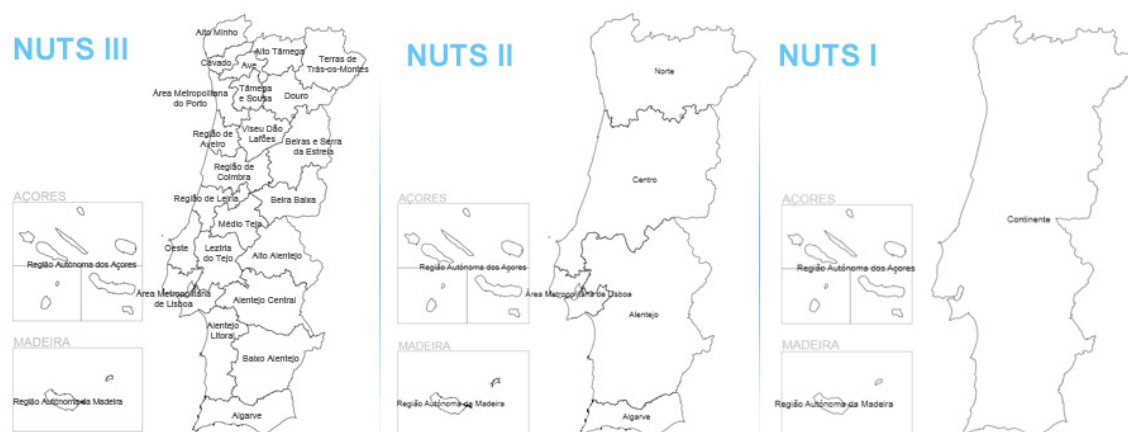 NUTS III
Alto Minho
Alto Tâmega
Terras de
Trás-os-Montes
Cávado
Ave
Tâmega
e Sousa
Douro
Área Metropolitana
do Porto
Região de
Aveiro
Viseu Dão
Lafões
Beiras e Serra
da Estrela
Região de
Coimbra
Região de Leiria
Beira Baixa
Médio Tejo
Oeste
Lezíria
do Tejo
Alto Alentejo
Área Metropolitana
de Lisboa
Alentejo Central
Alentejo
Litoral
Baixo Alentejo
Algarve
AÇORES
Região Autónoma dos Açores
MADEIRA
Região Autónoma da Madeira
NUTS II
Norte
Centro
Área Metropolitana de Lisboa
Alentejo
Algarve
AÇORES
Região Autónoma dos Açores
MADEIRA
Região Autónoma da Madeira
NUTS I
Continente
AÇORES
Região Autónoma dos Açores
MADEIRA
Região Autónoma da Madeira